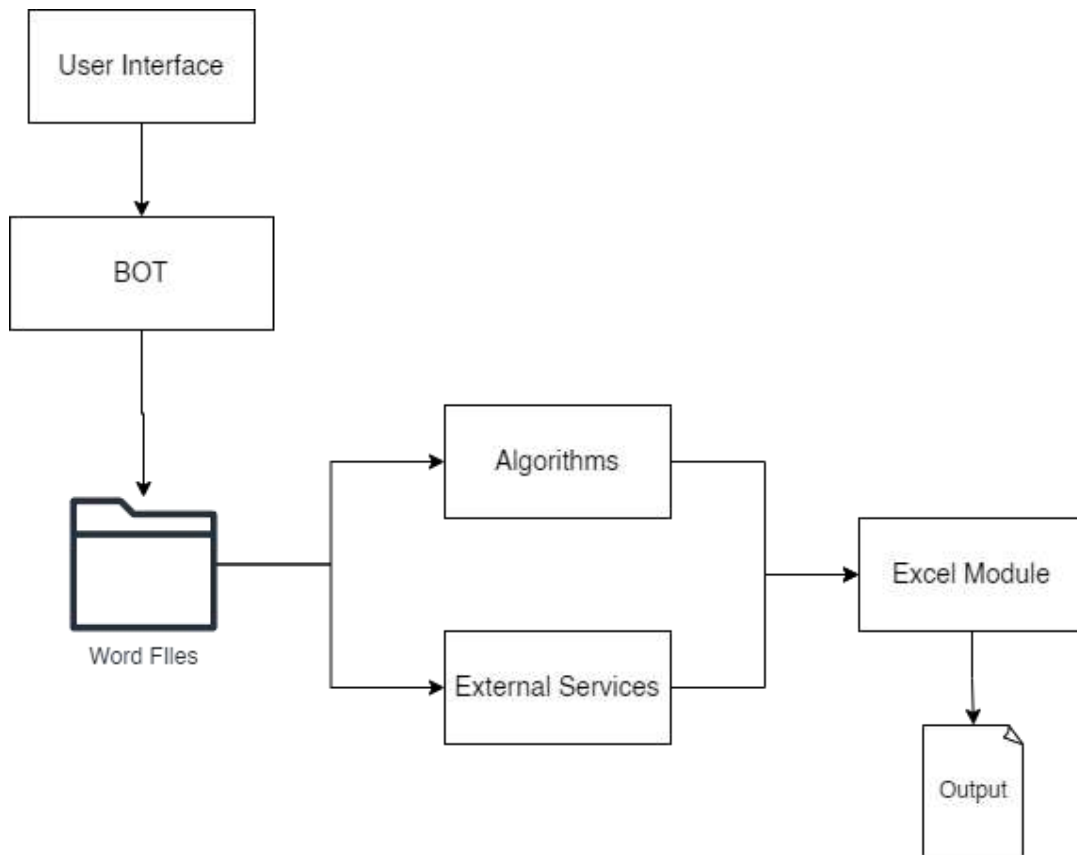 User Interface
BOT
Word FIles
Algorithms
External Services
Excel Module
Output